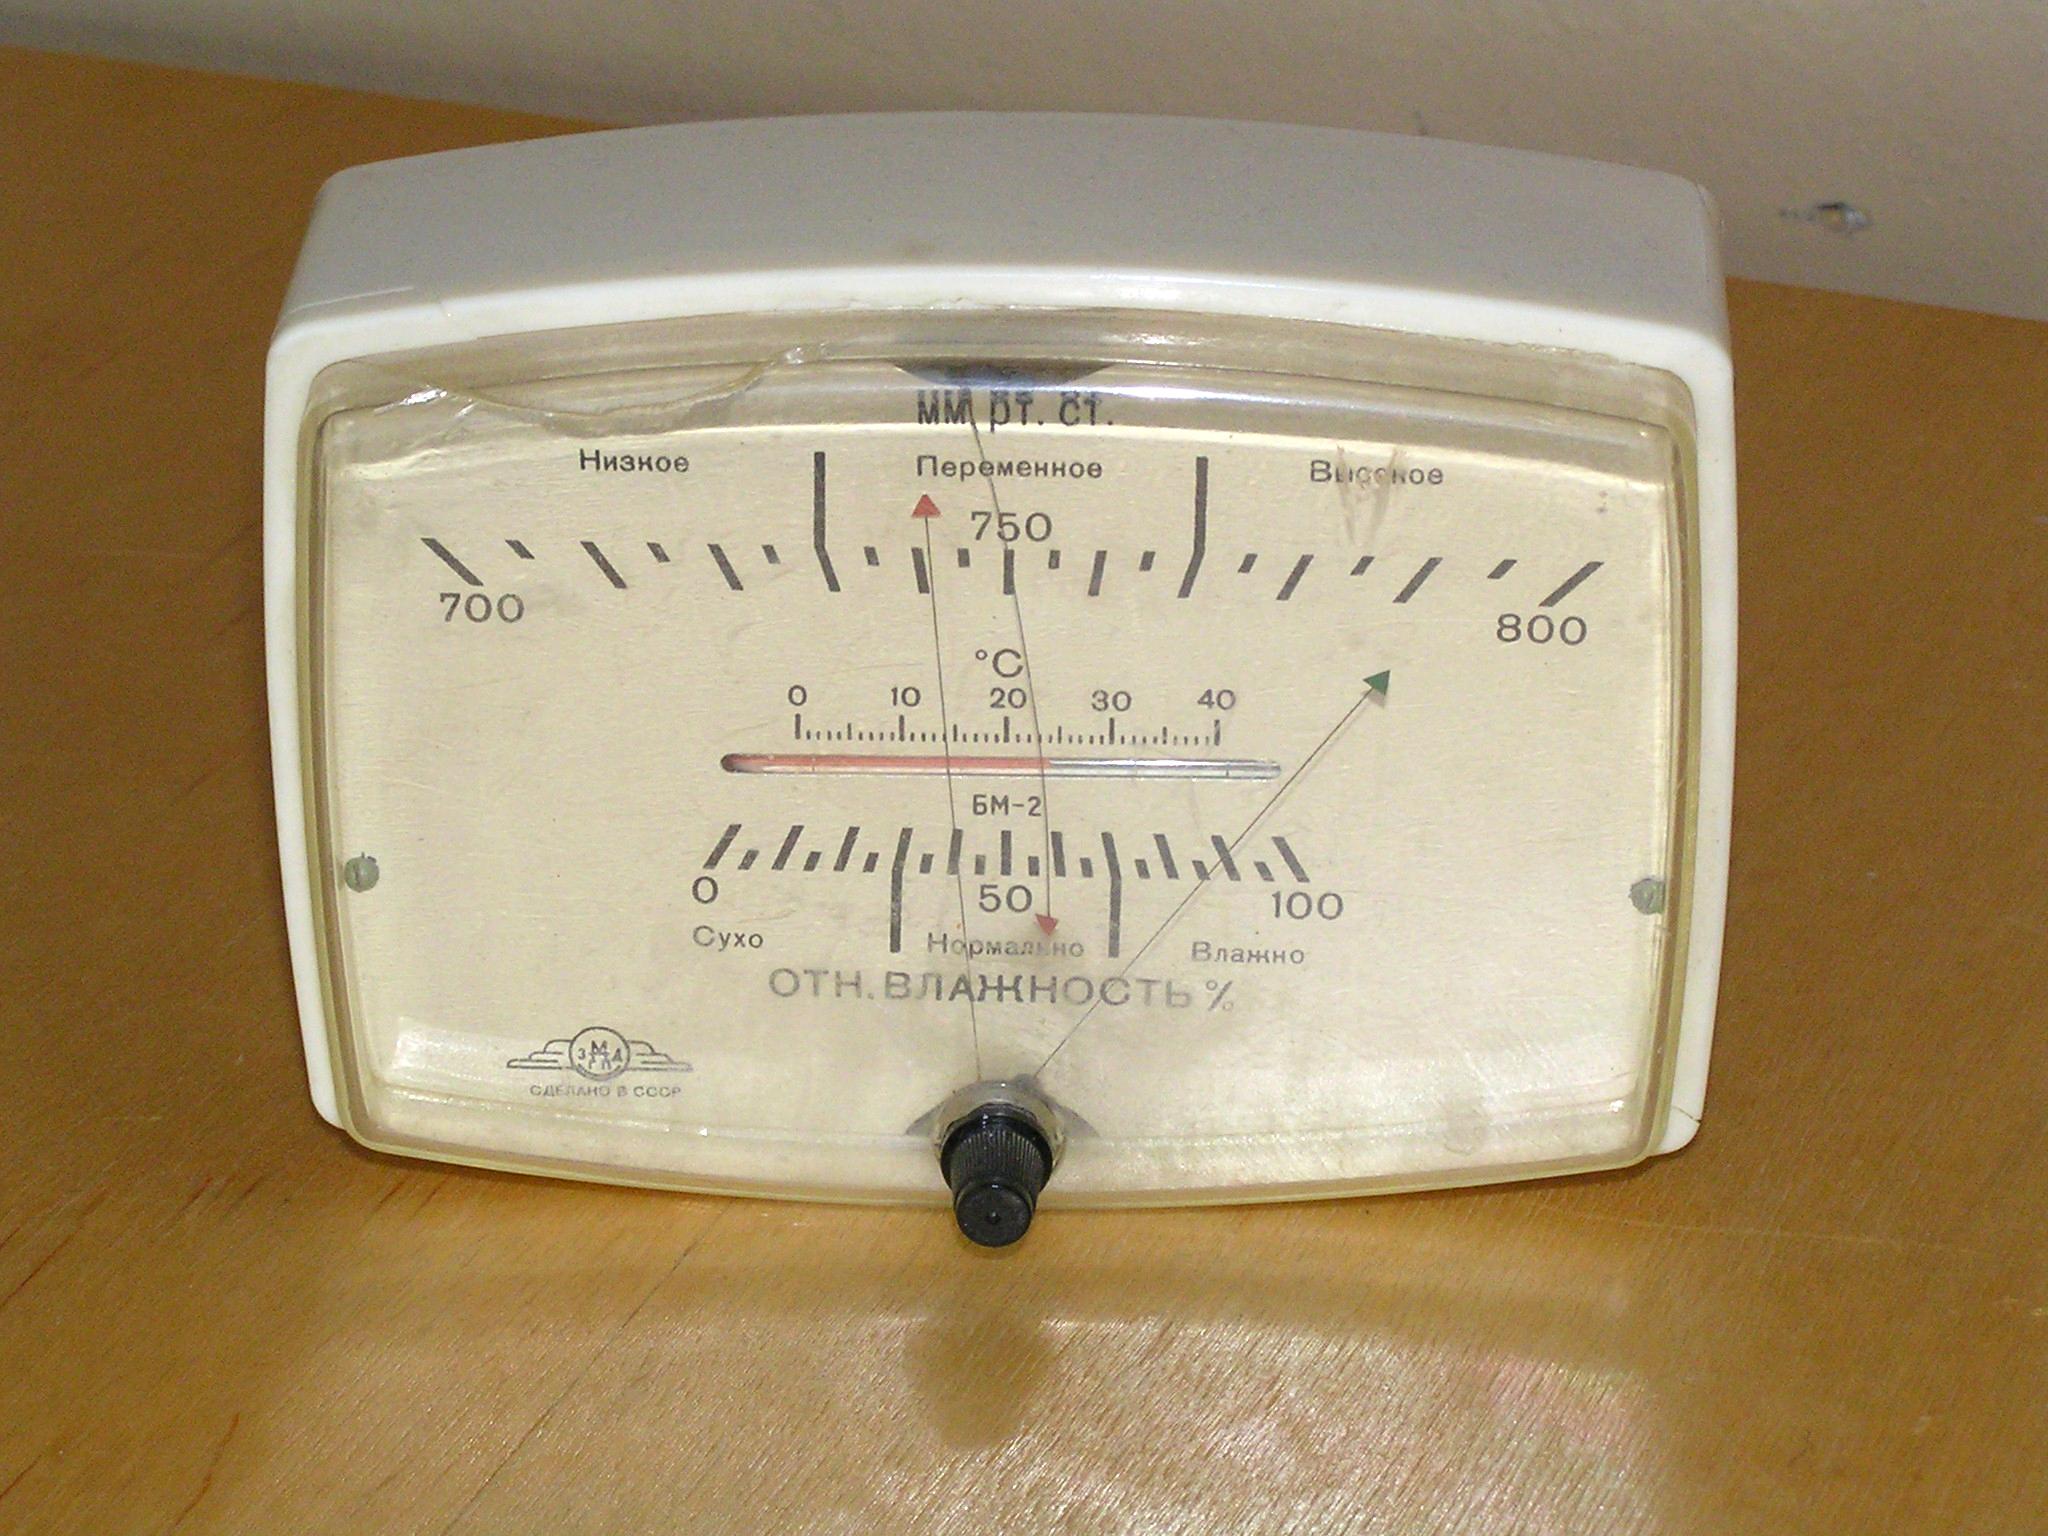 мм рт. ст.
Низкое Переменное Высокое
750
700 800
°C
0 10 20 30 40
БМ-2
0 50 100
Сухо Нормально Влажно
ОТН. ВЛАЖНОСТЬ %
СДЕЛАНО В СССР